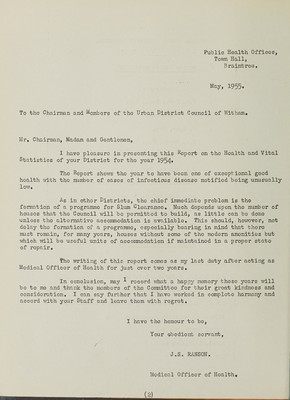 Public Health Offices,
Town Hall,
Braintree.
May, 1955.
To the Chairman and Members of the Urban District Council of Witham.
Mr. Chairman, Madam and Gentlemen,
I have pleasure in presenting this Report on the Health and Vital
Statistics of your District for the year 1954.
The Report shows the year to have been one of exceptional good
health with the number of cases of infectious disease notified being unusually
low.
As in other Districts, the chief immediate problem is the
formation of a programme for Slum Clearance. Much depends upon the number of
houses that the Council will be permitted to build, as little can be done
unless the alternative accommodation is available. This should, however, not
delay the formation of a programme, especially bearing in mind that there
must remain, for many years, houses without some of the modern amenities but
which will be useful units of accommodation if maintained in a proper state
of repair.
The writing of this report comes as my last duty after acting as
Medical Officer of Health for just over two years.
In conclusion, may I record what a happy memory these years will
be to me and thank the members of the Committee for their great kindness and
consideration. I can say further that I have worked in complete harmony and
accord with your Staff and leave them with regret.
I have the honour to be,
Your obedient servant,
J.S. RANSON.
Medical Officer of Health.